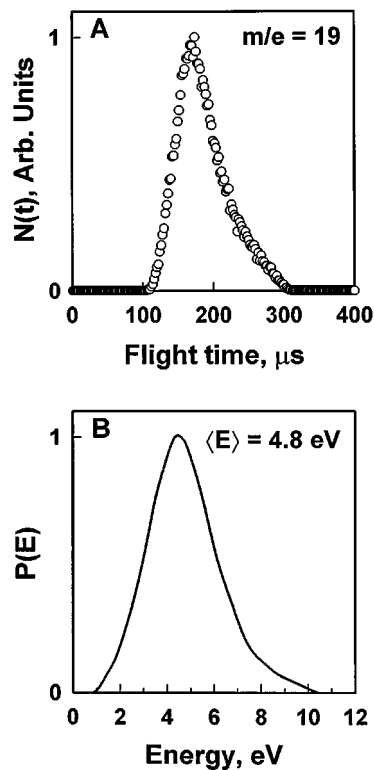 A
m/e = 19
1
N(t), Arb. Units
0
0 100 200 300 400
Flight time, μs
B
⟨E⟩ = 4.8 eV
1
P(E)
0
0 2 4 6 8 10 12
Energy, eV